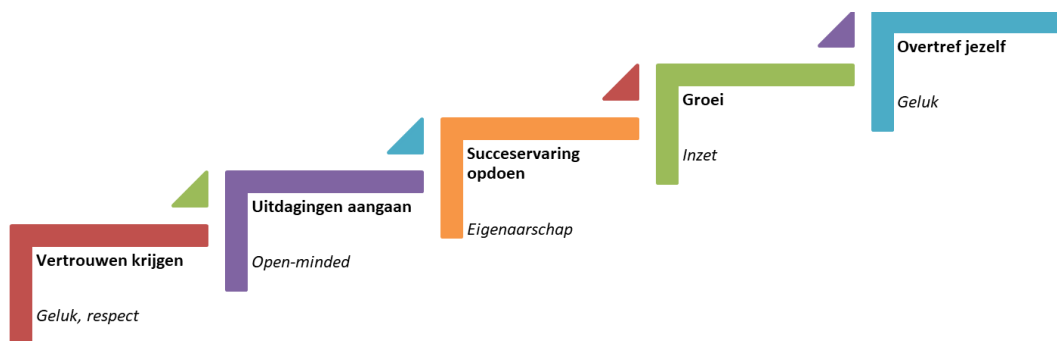 Vertrouwen krijgen
Geluk, respect
Uitdagingen aangaan
Open-minded
Succeservaring
opdoen
Eigenaarschap
Groei
Inzet
Overtref jezelf
Geluk